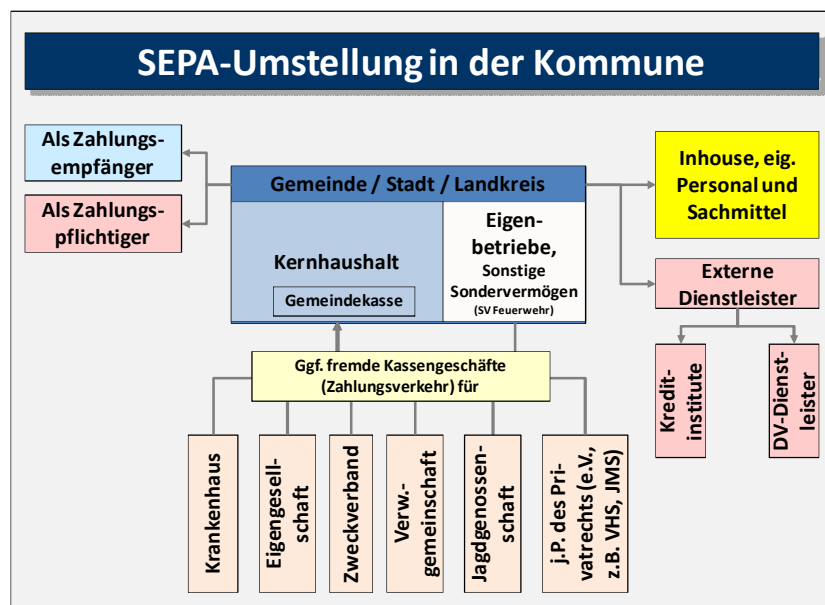 SEPA-Umstellung in der Kommune
Als Zahlungs-
empfänger
Als Zahlungs-
pflichtiger
Gemeinde / Stadt / Landkreis
Kernhaushalt
Gemeindekasse
Eigen-
betriebe,
Sonstige
Sondervermögen
(SV Feuerwehr)
Inhouse, eig.
Personal und
Sachmittel
Externe
Dienstleister
Kredit-
institute
DV-Dienst-
leister
Ggf. fremde Kassengeschäfte
(Zahlungsverkehr) für
Krankenhaus
Eigengesell-
schaft
Zweckverband
Verw.-
gemeinschaft
Jagdgenossen-
schaft
j.P. des Pri-
vatrechts (e.V.,
z.B. VHS, JMS)